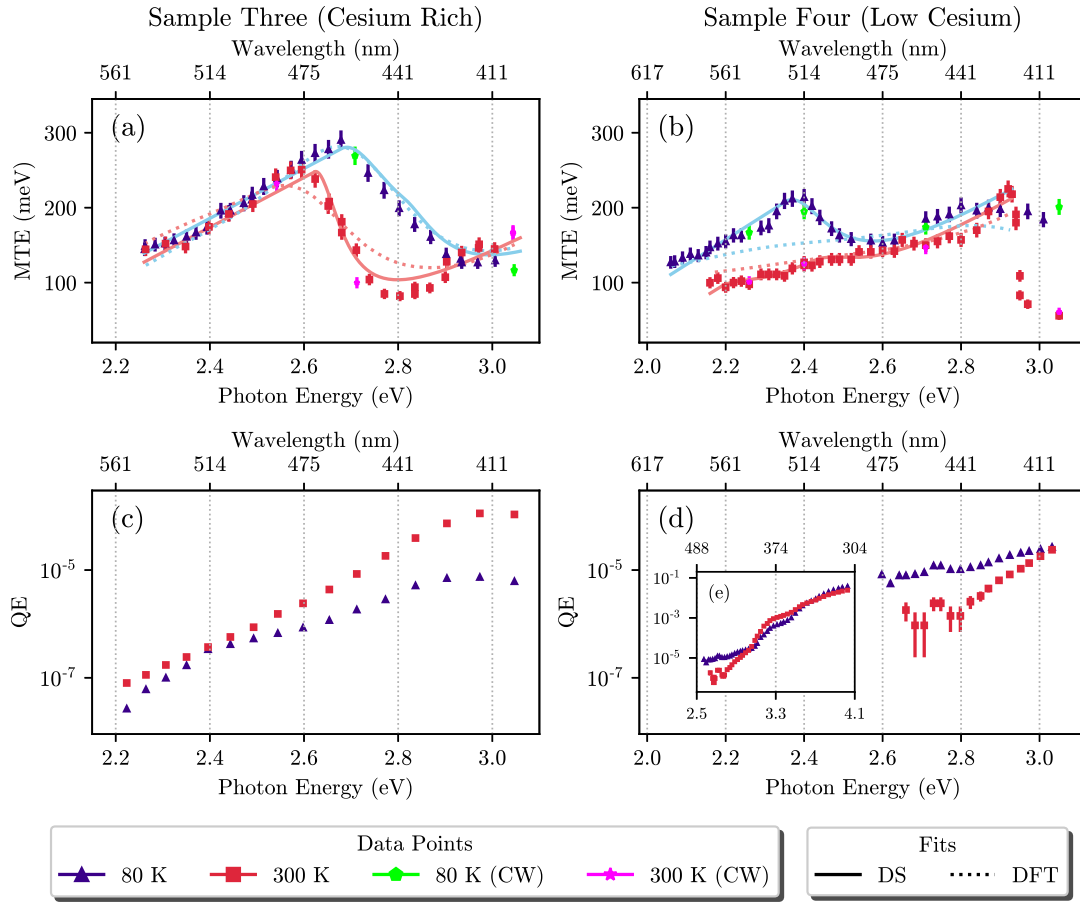 Sample Three (Cesium Rich)
Wavelength (nm)
561 514 475 441 411
(a)
300
200
100
MTE (meV)
2.2 2.4 2.6 2.8 3.0
Photon Energy (eV)
Sample Four (Low Cesium)
Wavelength (nm)
617 561 514 475 441 411
(b)
300
200
100
MTE (meV)
2.0 2.2 2.4 2.6 2.8 3.0
Photon Energy (eV)
Wavelength (nm)
561 514 475 441 411
(c)
10⁻⁵
10⁻⁷
QE
2.2 2.4 2.6 2.8 3.0
Photon Energy (eV)
Wavelength (nm)
617 561 514 475 441 411
(d)
10⁻⁵
10⁻⁷
QE
488 374 304
(e)
10⁻¹
10⁻³
10⁻⁵
2.5 3.3 4.1
2.0 2.2 2.4 2.6 2.8 3.0
Photon Energy (eV)
Data Points
80 K 300 K 80 K (CW) 300 K (CW)
Fits
DS DFT